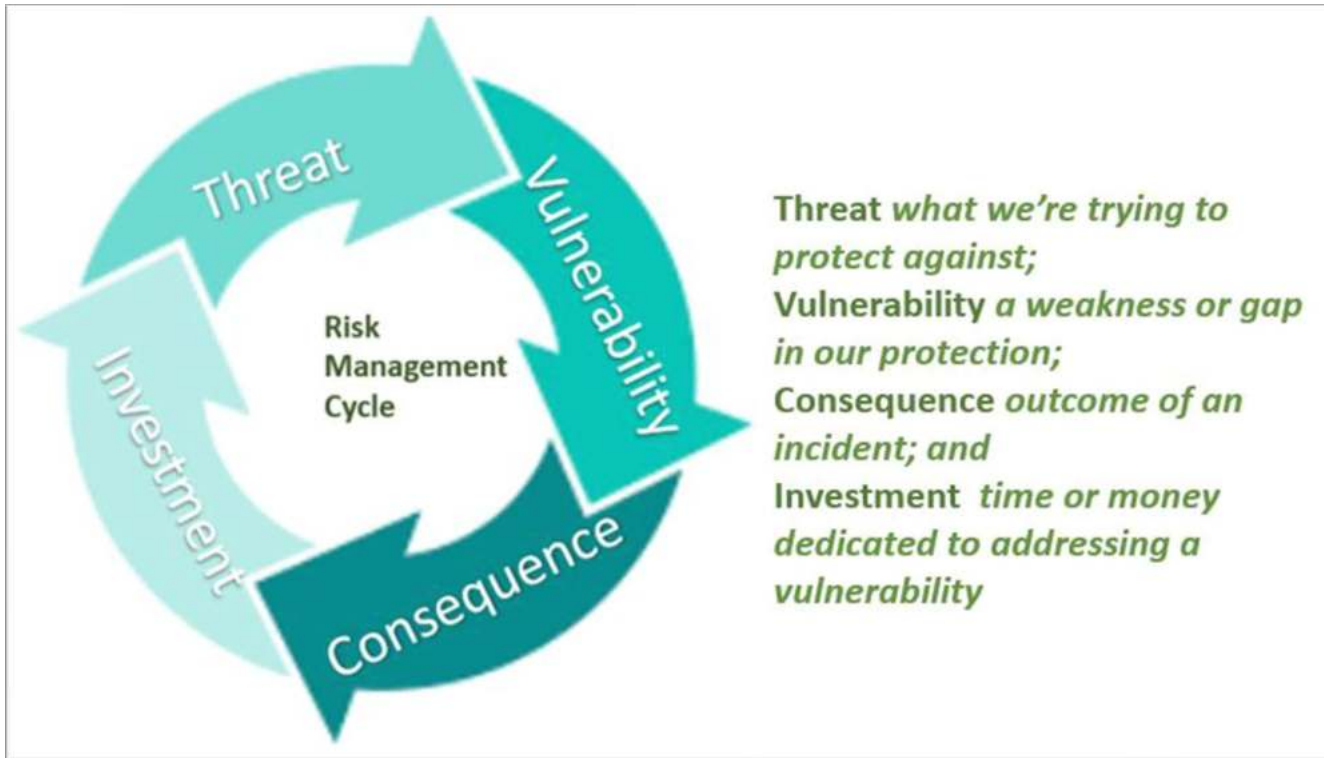 Threat
Vulnerability
Consequence
Investment
Risk
Management
Cycle
Threat what we're trying to
protect against;
Vulnerability a weakness or gap
in our protection;
Consequence outcome of an
incident; and
Investment time or money
dedicated to addressing a
vulnerability